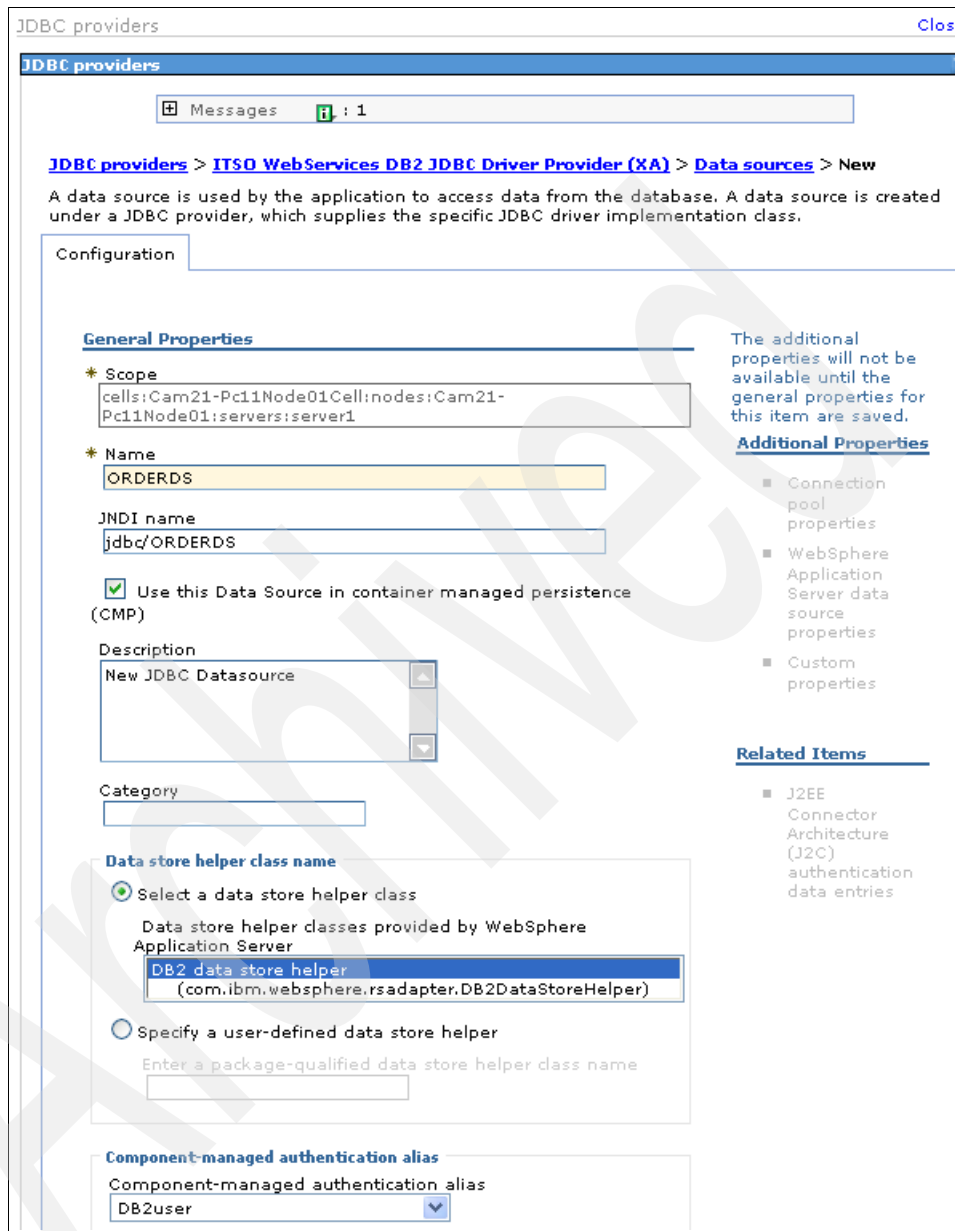 JDBC providers
Clos
JDBC providers
Messages : 1
JDBC providers > ITSO WebServices DB2 JDBC Driver Provider (XA) > Data sources > New
A data source is used by the application to access data from the database. A data source is created
under a JDBC provider, which supplies the specific JDBC driver implementation class.
Configuration
General Properties
* Scope
cells:Cam21-Pc11Node01Cell:nodes:Cam21-
Pc11Node01:servers:server1
* Name
ORDERDS
JNDI name
jdbc/ORDERDS
Use this Data Source in container managed persistence
(CMP)
Description
New JDBC Datasource
Category
Data store helper class name
Select a data store helper class
Data store helper classes provided by WebSphere
Application Server
DB2 data store helper
(com.ibm.websphere.rsadapter.DB2DataStoreHelper)
Specify a user-defined data store helper
Enter a package-qualified data store helper class name
Component-managed authentication alias
Component-managed authentication alias
DB2user
The additional
properties will not be
available until the
general properties for
this item are saved.
Additional Properties
Connection
pool
properties
WebSphere
Application
Server data
source
properties
Custom
properties
Related Items
J2EE
Connector
Architecture
(J2C)
authentication
data entries
Archived